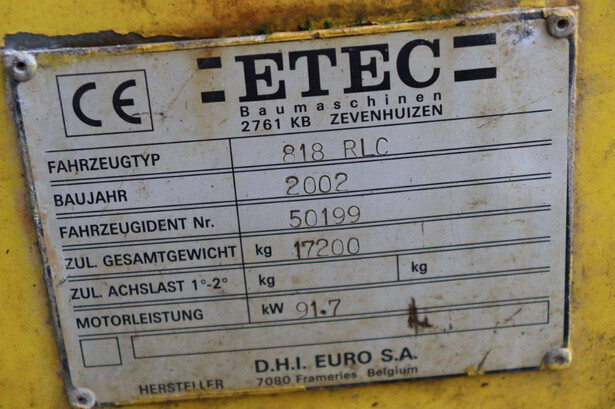 CE
ETEC
Baumaschinen
2761 KB ZEVENHUIZEN
FAHRZEUGTYP 818 RLC
BAUJAHR 2002
FAHRZEUGIDENT Nr. 50199
ZUL. GESAMTGEWICHT kg 17200
ZUL. ACHSLAST 1°-2° kg kg
MOTORLEISTUNG kW 91.7
D.H.I. EURO S.A.
HERSTELLER 7080 Frameries Belgium